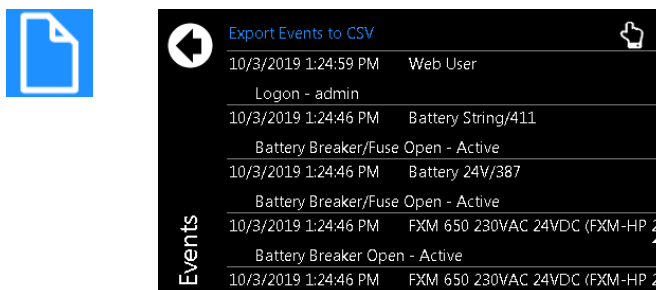 Export Events to CSV
10/3/2019 1:24:59 PM Web User
Logon - admin
10/3/2019 1:24:46 PM Battery String/411
Battery Breaker/Fuse Open - Active
10/3/2019 1:24:46 PM Battery 24V/387
Battery Breaker/Fuse Open - Active
10/3/2019 1:24:46 PM FXM 650 230VAC 24VDC (FXM-HP 2
Battery Breaker Open - Active
10/3/2019 1:24:46 PM FXM 650 230VAC 24VDC (FXM-HP 2
Events